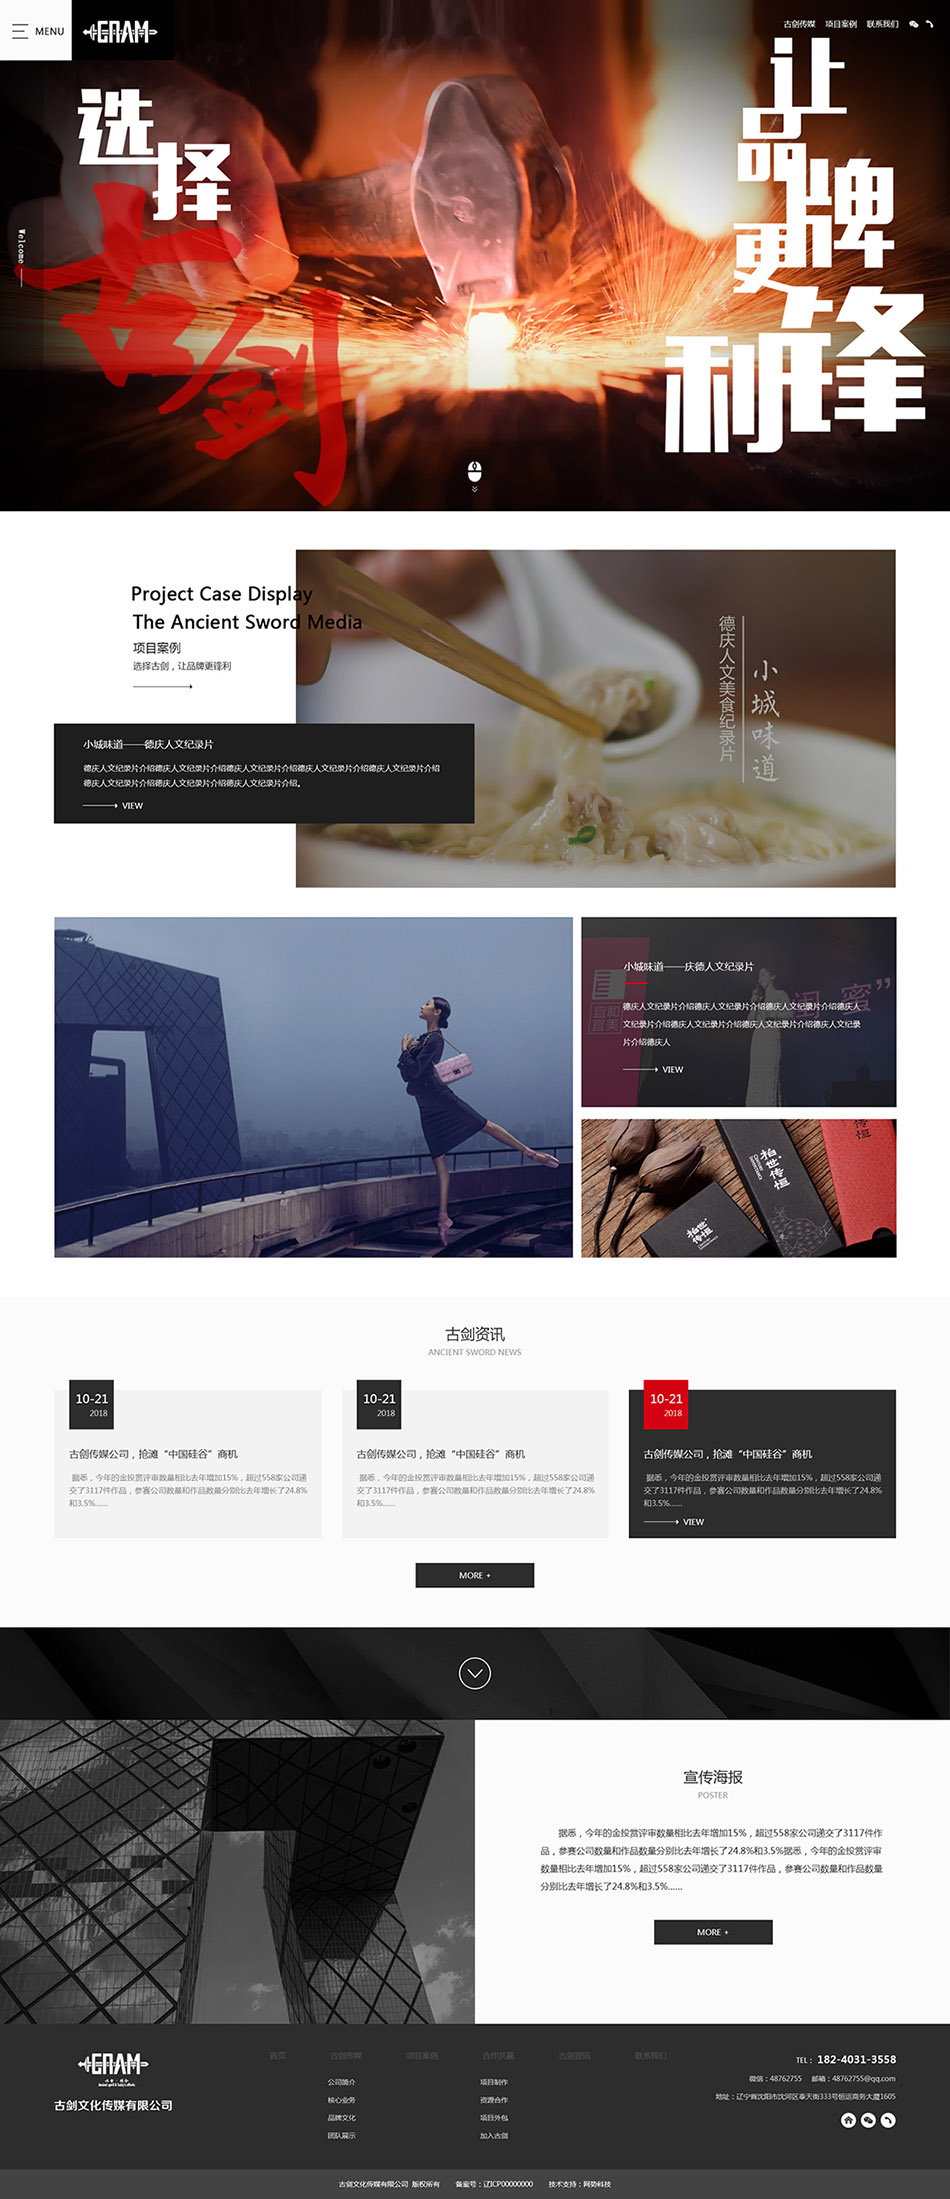 MENU
GNAM
古剑传媒 项目案例 联系我们
选择
古剑
让
品牌
更
锋利
Welcome
Project Case Display
The Ancient Sword Media
项目案例
选择古剑，让品牌更锋利
德庆人文美食纪录片
小城味道
小城味道——德庆人文纪录片
德庆人文纪录片介绍德庆人文纪录片介绍德庆人文纪录片介绍德庆人文纪录片介绍德庆人文纪录片介绍
德庆人文纪录片介绍德庆人文纪录片介绍德庆人文纪录片介绍。
VIEW
小城味道——庆德人文纪录片
宜和
宜美
闺蜜”
德庆人文纪录片介绍德庆人文纪录片介绍德庆人文纪录片介绍德庆人
文纪录片介绍德庆人文纪录片介绍德庆人文纪录片介绍德庆人文纪录
片介绍德庆人
VIEW
柏世传恒
柏世传恒
传恒
古剑资讯
ANCIENT SWORD NEWS
10-21
2018
古剑传媒公司，抢滩“中国硅谷”商机
据悉，今年的金投赏评审数量相比去年增加15%，超过558家公司递
交了3117件作品，参赛公司数量和作品数量分别比去年增长了24.8%
和3.5%......
10-21
2018
古剑传媒公司，抢滩“中国硅谷”商机
据悉，今年的金投赏评审数量相比去年增加15%，超过558家公司递
交了3117件作品，参赛公司数量和作品数量分别比去年增长了24.8%
和3.5%......
10-21
2018
古剑传媒公司，抢滩“中国硅谷”商机
据悉，今年的金投赏评审数量相比去年增加15%，超过558家公司递
交了3117件作品，参赛公司数量和作品数量分别比去年增长了24.8%
和3.5%......
VIEW
MORE +
宣传海报
POSTER
据悉，今年的金投赏评审数量相比去年增加15%，超过558家公司递交了3117件作
品，参赛公司数量和作品数量分别比去年增长了24.8%和3.5%据悉，今年的金投赏评审
数量相比去年增加15%，超过558家公司递交了3117件作品，参赛公司数量和作品数量
分别比去年增长了24.8%和3.5%......
MORE +
GNAM
古剑文化传媒有限公司
首页 古剑传媒 项目案例 合作共赢 古剑资讯 联系我们
公司简介
核心业务
品牌文化
团队展示
项目制作
资源合作
项目外包
加入古剑
TEL： 182-4031-3558
微信：48762755 邮箱：48762755@qq.com
地址：辽宁省沈阳市沈河区奉天街333号恒运商务大厦1605
古剑文化传媒有限公司 版权所有 备案号：辽ICP00000000 技术支持：网势科技